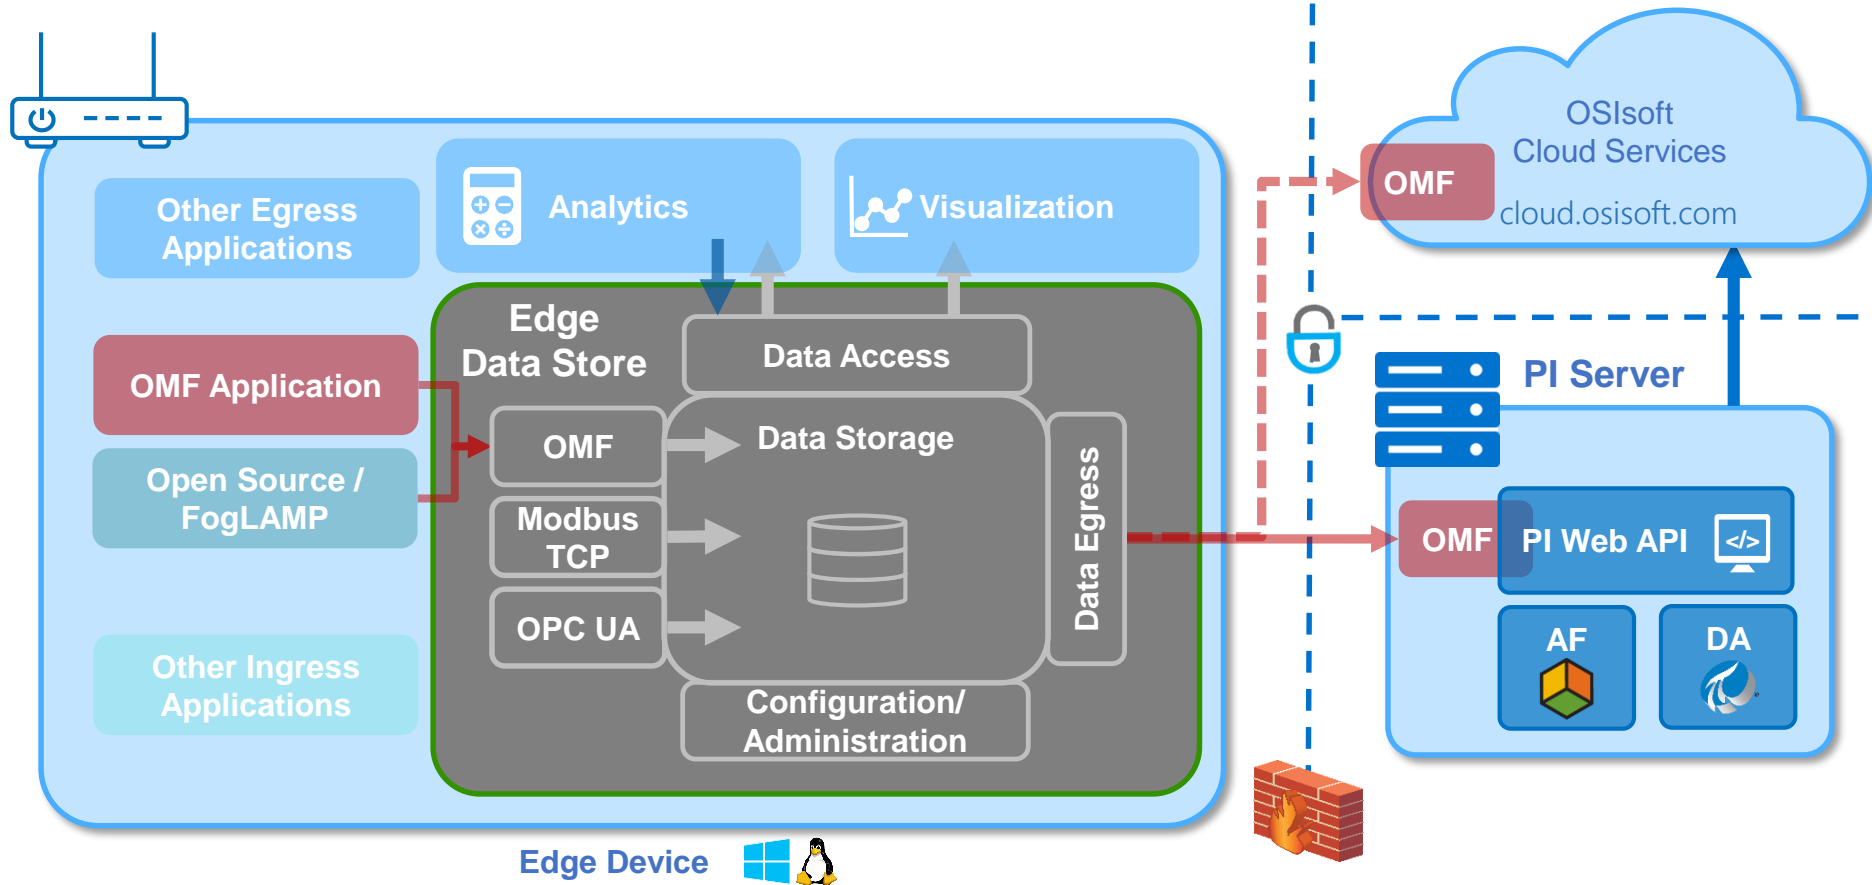 OSIsoft
Cloud Services
OMF
cloud.osisoft.com
Other Egress
Applications
Analytics
Visualization
Edge
Data Store
Data Access
OMF Application
OMF
Data Storage
Open Source /
FogLAMP
Modbus
TCP
OPC UA
Data Egress
Other Ingress
Applications
Configuration/
Administration
PI Server
OMF
PI Web API
</>
AF
DA
Edge Device